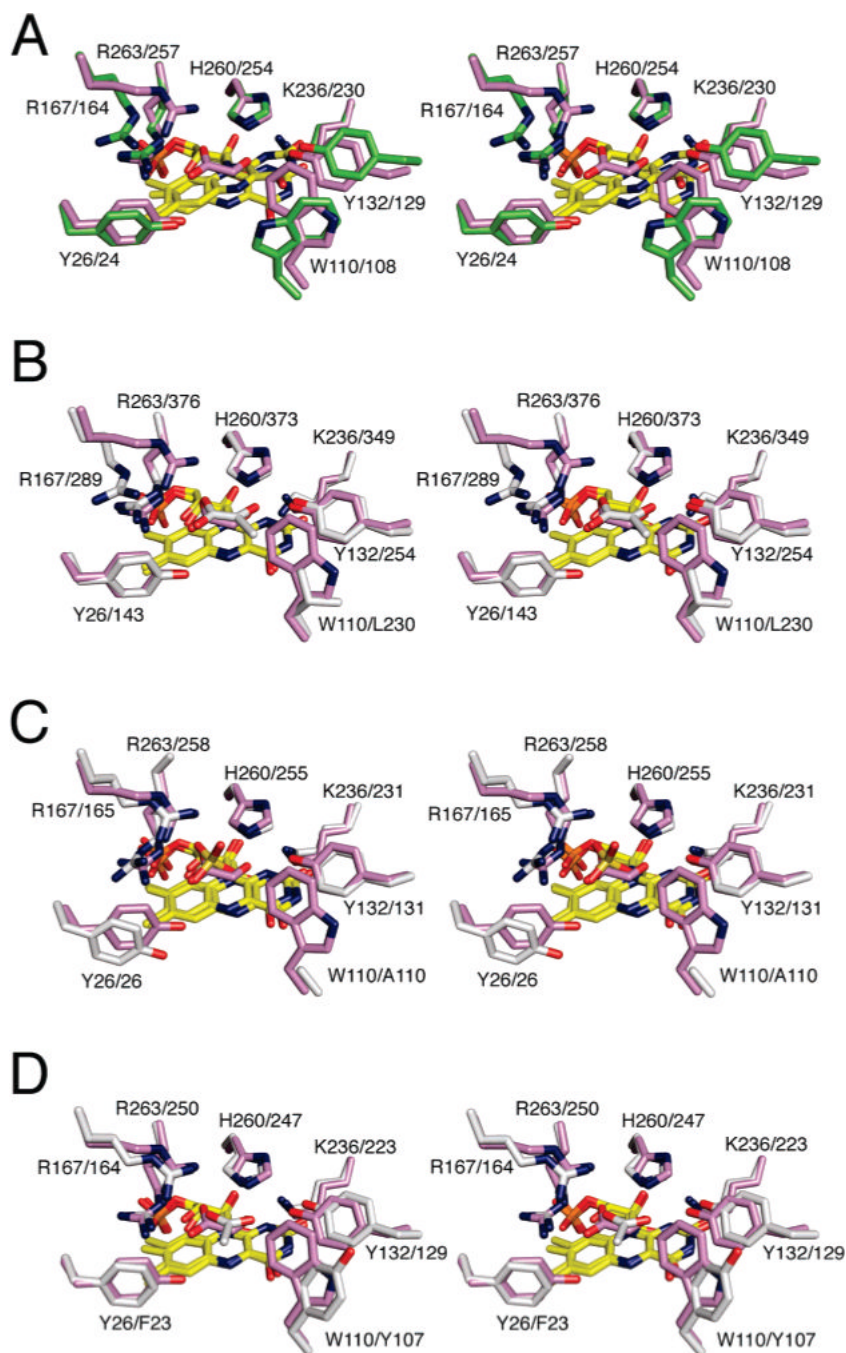 A
R263/257 H260/254 K236/230 R263/257 H260/254 K236/230
R167/164 R167/164
Y132/129 Y132/129
Y26/24 W110/108 Y26/24 W110/108
B
R263/376 H260/373 K236/349 R263/376 H260/373 K236/349
R167/289 R167/289
Y132/254 Y132/254
Y26/143 W110/L230 Y26/143 W110/L230
C
R263/258 H260/255 K236/231 R263/258 H260/255 K236/231
R167/165 R167/165
Y132/131 Y132/131
Y26/26 W110/A110 Y26/26 W110/A110
D
R263/250 H260/247 K236/223 R263/250 H260/247 K236/223
R167/164 R167/164
Y132/129 Y132/129
Y26/F23 W110/Y107 Y26/F23 W110/Y107